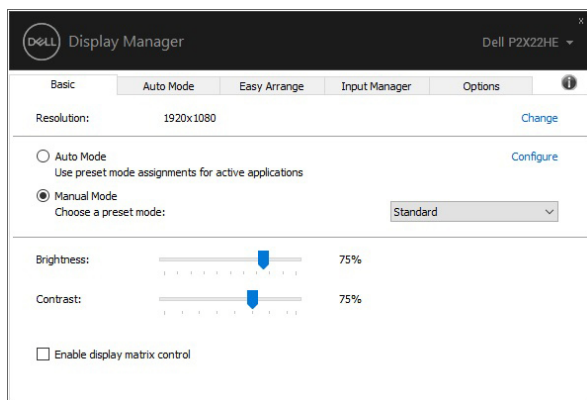 DELL Display Manager Dell P2X22HE
x
Basic Auto Mode Easy Arrange Input Manager Options i
Resolution: 1920x1080 Change
Auto Mode Configure
Use preset mode assignments for active applications
Manual Mode
Choose a preset mode: Standard
Brightness: 75%
Contrast: 75%
Enable display matrix control